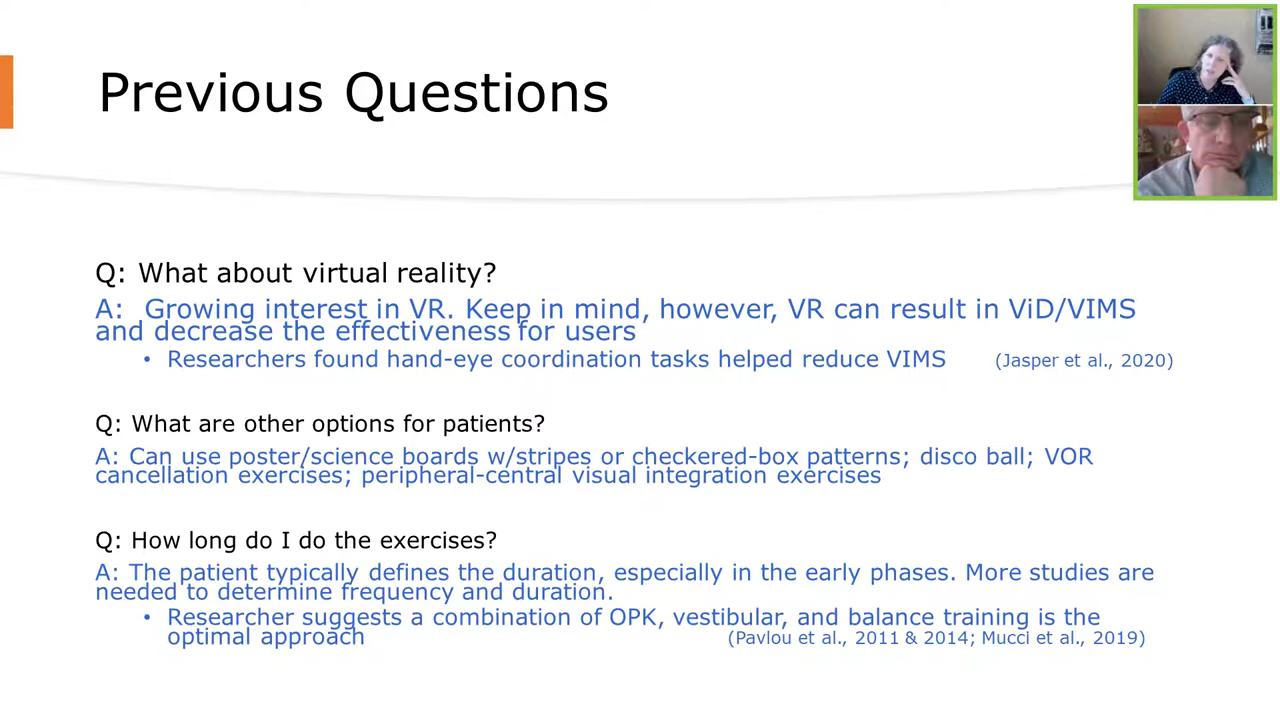 Previous Questions
Q: What about virtual reality?
A: Growing interest in VR. Keep in mind, however, VR can result in ViD/VIMS
and decrease the effectiveness for users
• Researchers found hand-eye coordination tasks helped reduce VIMS (Jasper et al., 2020)
Q: What are other options for patients?
A: Can use poster/science boards w/stripes or checkered-box patterns; disco ball; VOR
cancellation exercises; peripheral-central visual integration exercises
Q: How long do I do the exercises?
A: The patient typically defines the duration, especially in the early phases. More studies are
needed to determine frequency and duration.
• Researcher suggests a combination of OPK, vestibular, and balance training is the
optimal approach (Pavlou et al., 2011 & 2014; Mucci et al., 2019)